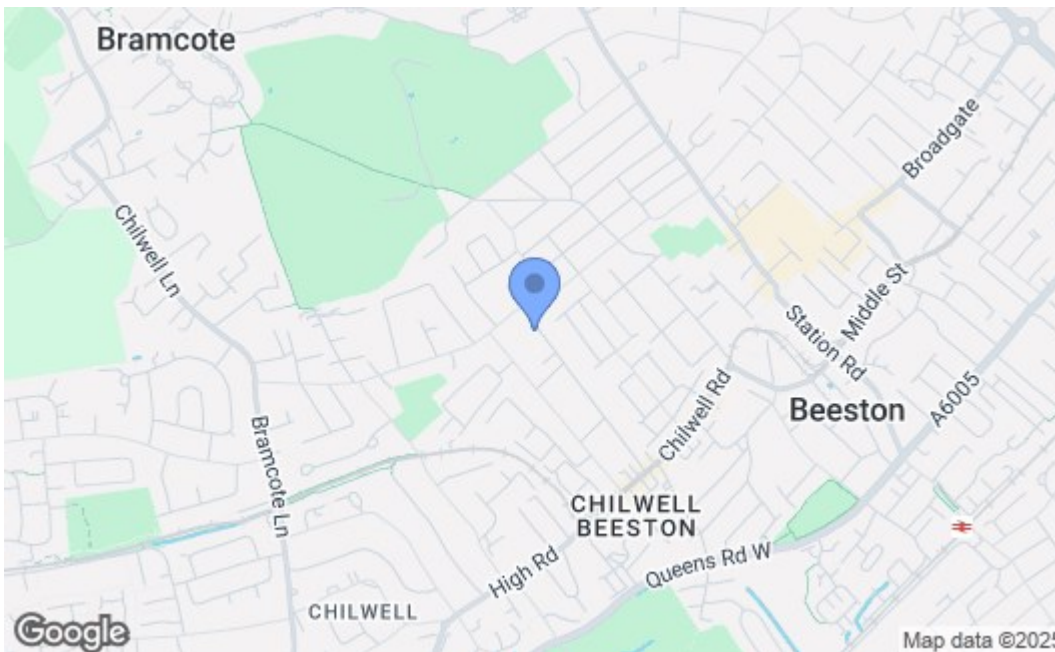 Bramcote
Broadgate
Chilwell Ln
Middle St
Station Rd
A6005
Chilwell Rd
Beeston
Bramcote Ln
CHILWELL
BEESTON
High Rd
Queens Rd W
CHILWELL
Google
Map data ©2025